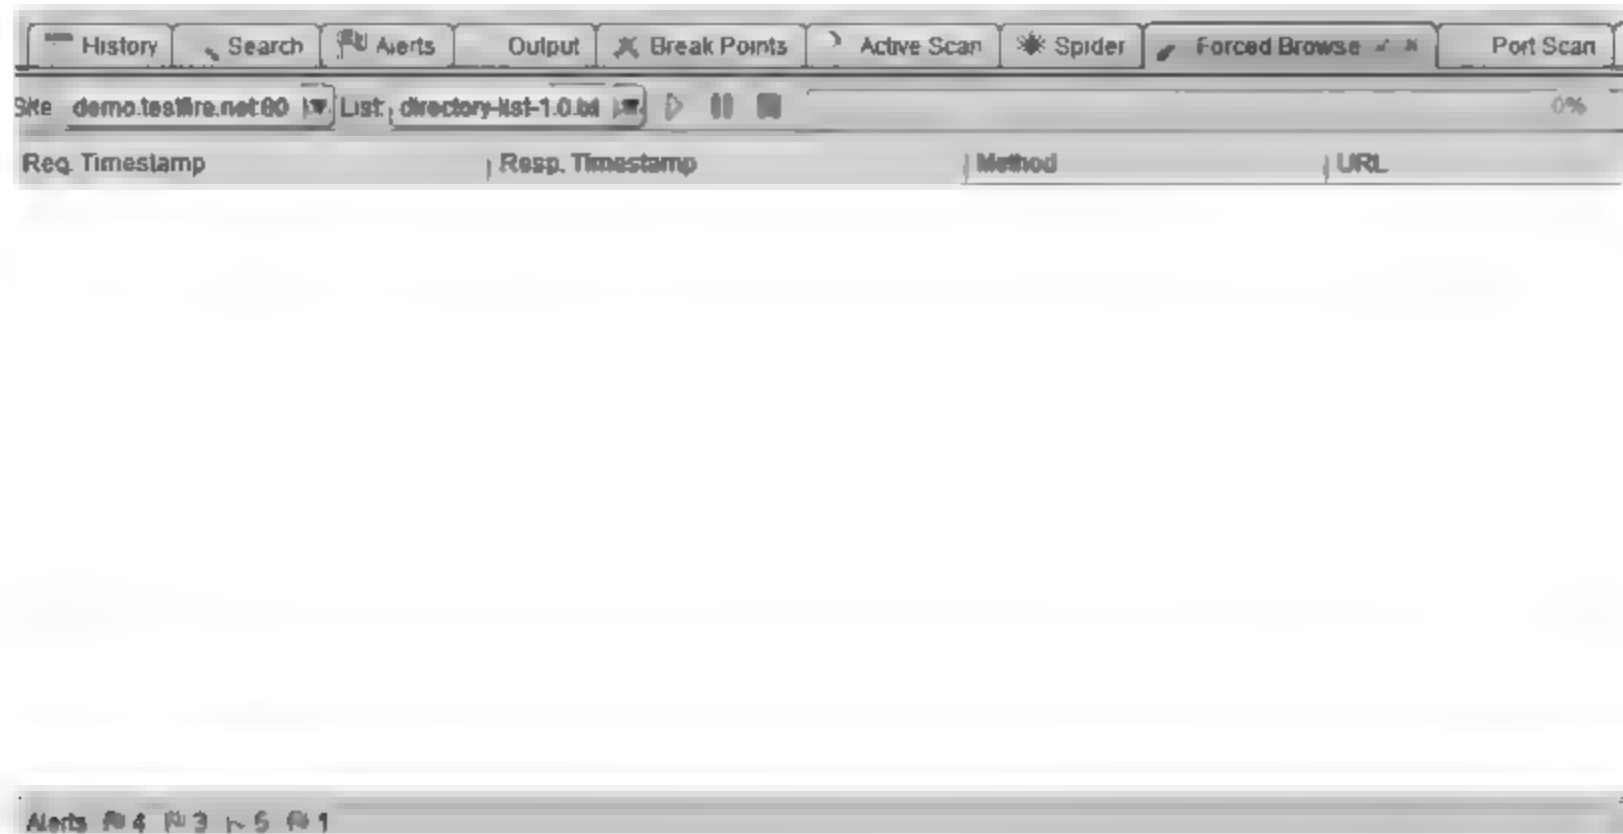 History Search Alerts Output Break Points Active Scan Spider Forced Browse Port Scan
Site demo.testfire.net:80 List: directory-list-1.0.txt 0%
Req. Timestamp Resp. Timestamp Method URL
Alerts 4 3 5 1